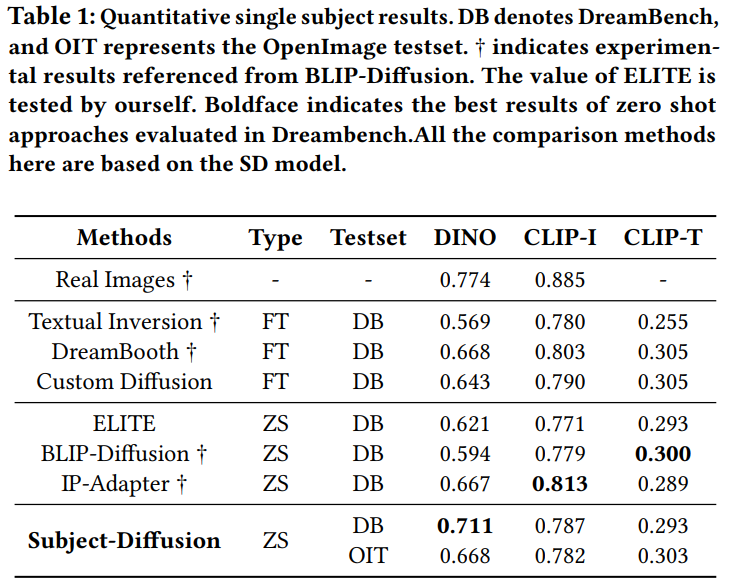 Table 1: Quantitative single subject results. DB denotes DreamBench,
and OIT represents the OpenImage testset. † indicates experimen-
tal results referenced from BLIP-Diffusion. The value of ELITE is
tested by ourself. Boldface indicates the best results of zero shot
approaches evaluated in Dreambench.All the comparison methods
here are based on the SD model.
Methods Type Testset DINO CLIP-I CLIP-T
Real Images † - - 0.774 0.885 -
Textual Inversion † FT DB 0.569 0.780 0.255
DreamBooth † FT DB 0.668 0.803 0.305
Custom Diffusion FT DB 0.643 0.790 0.305
ELITE ZS DB 0.621 0.771 0.293
BLIP-Diffusion † ZS DB 0.594 0.779 0.300
IP-Adapter † ZS DB 0.667 0.813 0.289
Subject-Diffusion ZS DB 0.711 0.787 0.293
OIT 0.668 0.782 0.303